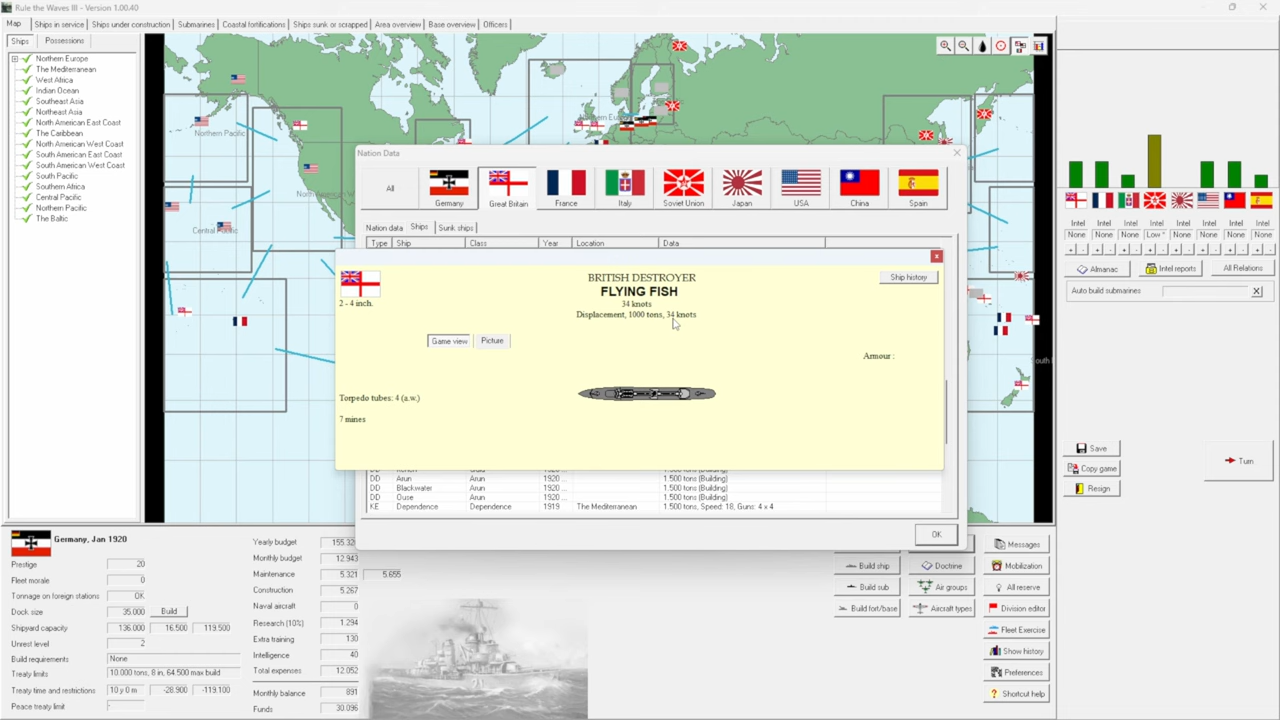 Rule the Waves III - Version 1.00.40
Map Ships in service Ships under construction Submarines Coastal fortifications Ships sunk or scrapped Area overview Base overview Officers
Ships Possessions
Northern Europe
The Mediterranean
West Africa
Indian Ocean
Southeast Asia
Northeast Asia
North American East Coast
The Caribbean
North American West Coast
South American East Coast
South American West Coast
South Pacific
Southern Africa
Central Pacific
Northern Pacific
The Baltic
Northern Pacific
Central Pacific
Nation Data
All Germany Great Britain France Italy Soviet Union Japan USA China Spain
Nation data Ships Sunk ships
Type Ship Class Year Location Data
BRITISH DESTROYER
Ship history
FLYING FISH
2 - 4 inch.
34 knots
Displacement, 1000 tons, 34 knots
Game view Picture
Armour :
Torpedo tubes: 4 (a.w.)
7 mines
DD Arun Arun 1920 ... 1.500 tons (Building)
DD Blackwater Arun 1920 ... 1.500 tons (Building)
DD Ouse Arun 1920 ... 1.500 tons (Building)
KE Dependence Dependence 1919 The Mediterranean 1.500 tons, Speed: 18, Guns: 4 x 4
OK
Intel Intel Intel Intel Intel Intel Intel Intel
None None None Low * None None None None
Almanac Intel reports All Relations
Auto build submarines
Save
Copy game
Resign
Turn
Germany, Jan 1920
Prestige 20
Fleet morale 0
Tonnage on foreign stations OK
Dock size 35.000 Build
Shipyard capacity 136.000 16.500 119.500
Unrest level 2
Build requirements None
Treaty limits 10.000 tons, 8 in, 64.500 max build
Treaty time and restrictions 10 y 0 m -28.900 -119.100
Peace treaty limit -
Yearly budget 155.32
Monthly budget 12.943
Maintenance 5.321 5.655
Construction 5.267
Naval aircraft 0
Research (10%) 1.294
Extra training 130
Intelligence 40
Total expenses 12.052
Monthly balance 891
Funds 30.096
Build ship Doctrine
Build sub Air groups
Build fort/base Aircraft types
Messages
Mobilization
All reserve
Division editor
Fleet Exercise
Show history
Preferences
Shortcut help